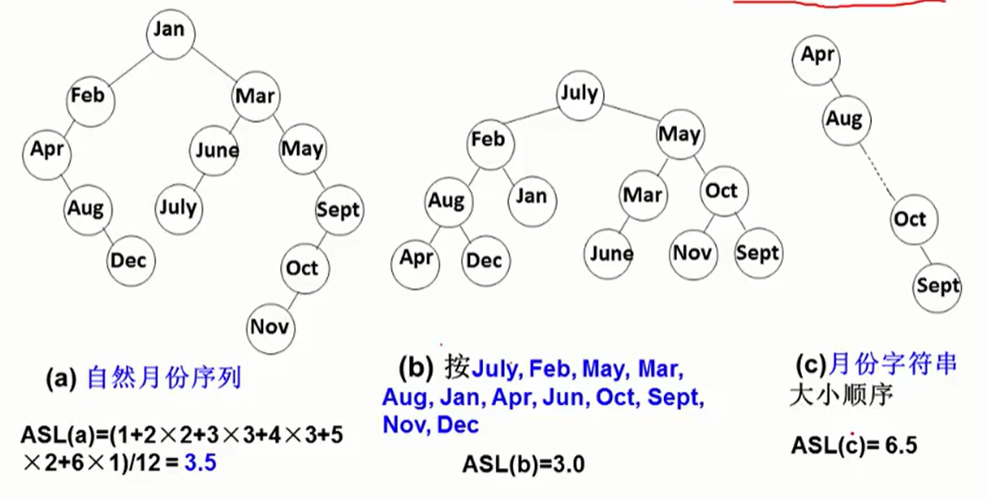 Jan
Feb
Mar
Apr
June
May
Aug
July
Sept
Dec
Oct
Nov
(a) 自然月份序列
ASL(a)=(1+2×2+3×3+4×3+5
×2+6×1)/12 = 3.5
July
Feb
May
Aug
Jan
Mar
Oct
Apr
Dec
June
Nov
Sept
(b) 按July, Feb, May, Mar,
Aug, Jan, Apr, Jun, Oct, Sept,
Nov, Dec
ASL(b)=3.0
Apr
Aug
Oct
Sept
(c)月份字符串
大小顺序
ASL(c)= 6.5